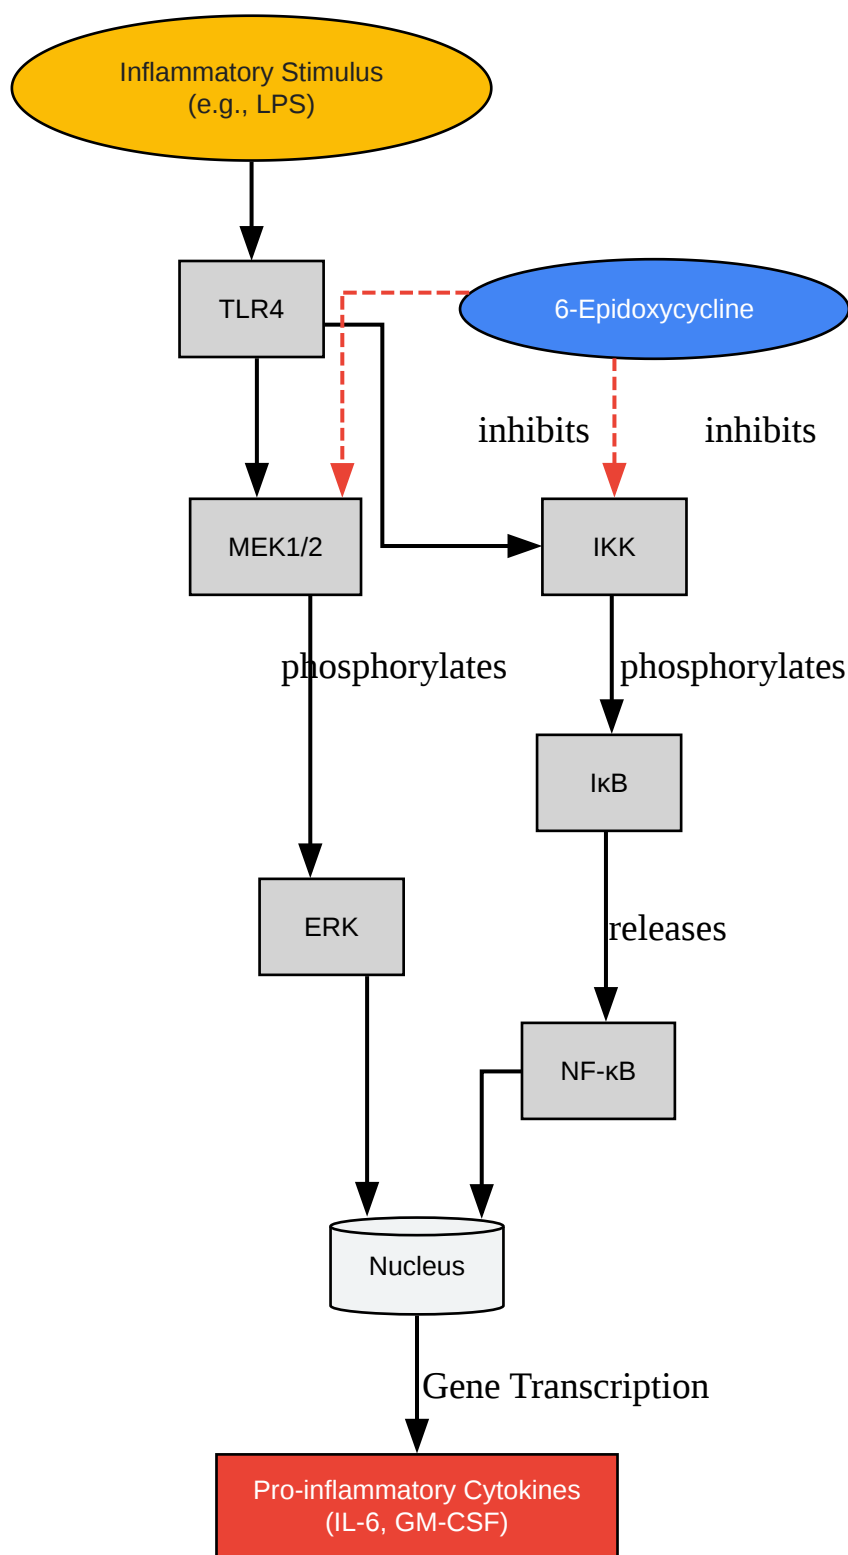 Inflammatory Stimulus
(e.g., LPS)
TLR4
6-Epidoxycycline
inhibits
inhibits
MEK1/2
IKK
phosphorylates
phosphorylates
IκB
ERK
releases
NF-κB
Nucleus
Gene Transcription
Pro-inflammatory Cytokines
(IL-6, GM-CSF)